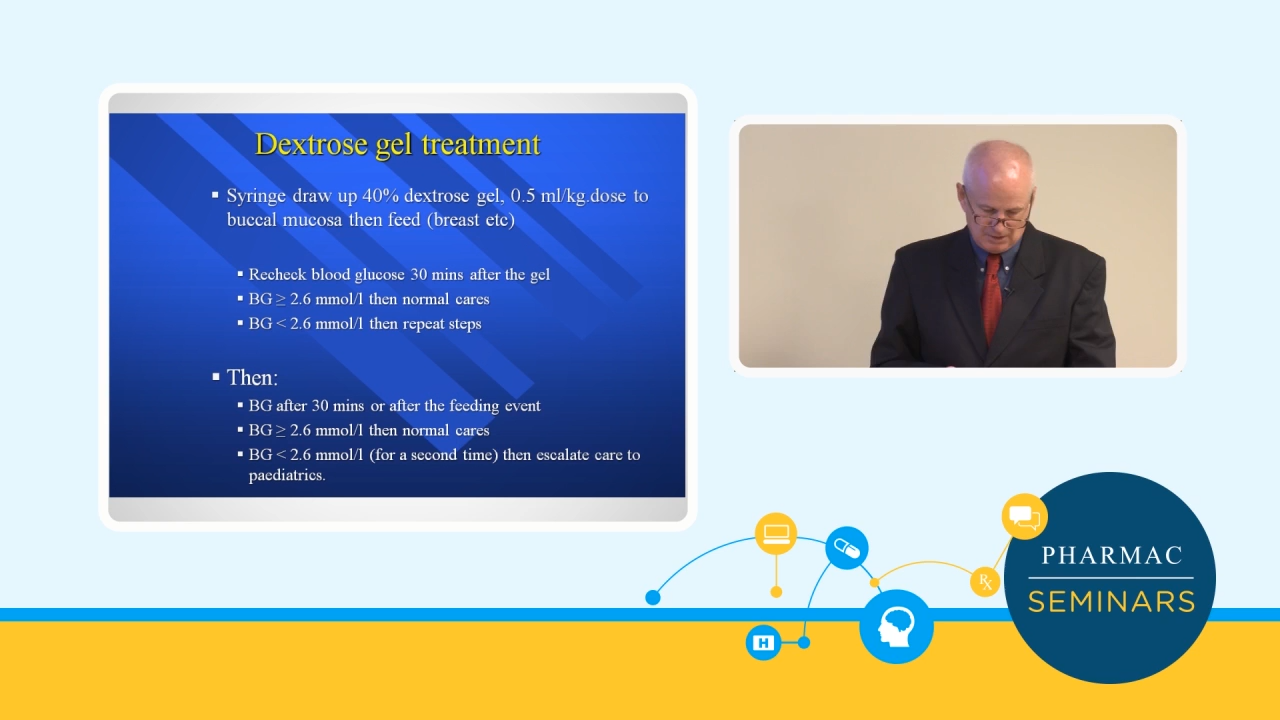 Dextrose gel treatment
▪ Syringe draw up 40% dextrose gel, 0.5 ml/kg.dose to
buccal mucosa then feed (breast etc)
▪ Recheck blood glucose 30 mins after the gel
▪ BG ≥ 2.6 mmol/l then normal cares
▪ BG < 2.6 mmol/l then repeat steps
▪ Then:
▪ BG after 30 mins or after the feeding event
▪ BG ≥ 2.6 mmol/l then normal cares
▪ BG < 2.6 mmol/l (for a second time) then escalate care to
paediatrics.
Rx
H
PHARMAC
SEMINARS